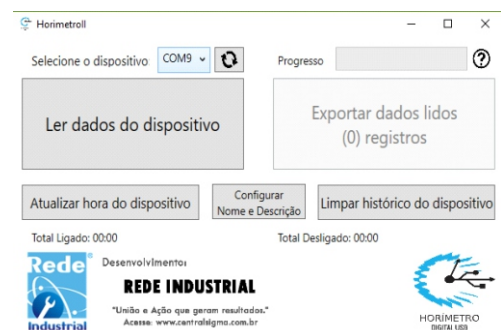 Horimetroll
Selecione o dispositivo COM9 Progresso ?
Ler dados do dispositivo
Exportar dados lidos
(0) registros
Atualizar hora do dispositivo
Configurar
Nome e Descrição
Limpar histórico do dispositivo
Total Ligado: 00:00
Total Desligado: 00:00
Rede
Industrial
Desenvolvimento:
REDE INDUSTRIAL
"União e Ação que geram resultados."
Acesse: www.centralsigma.com.br
HORÍMETRO
DIGITAL USB